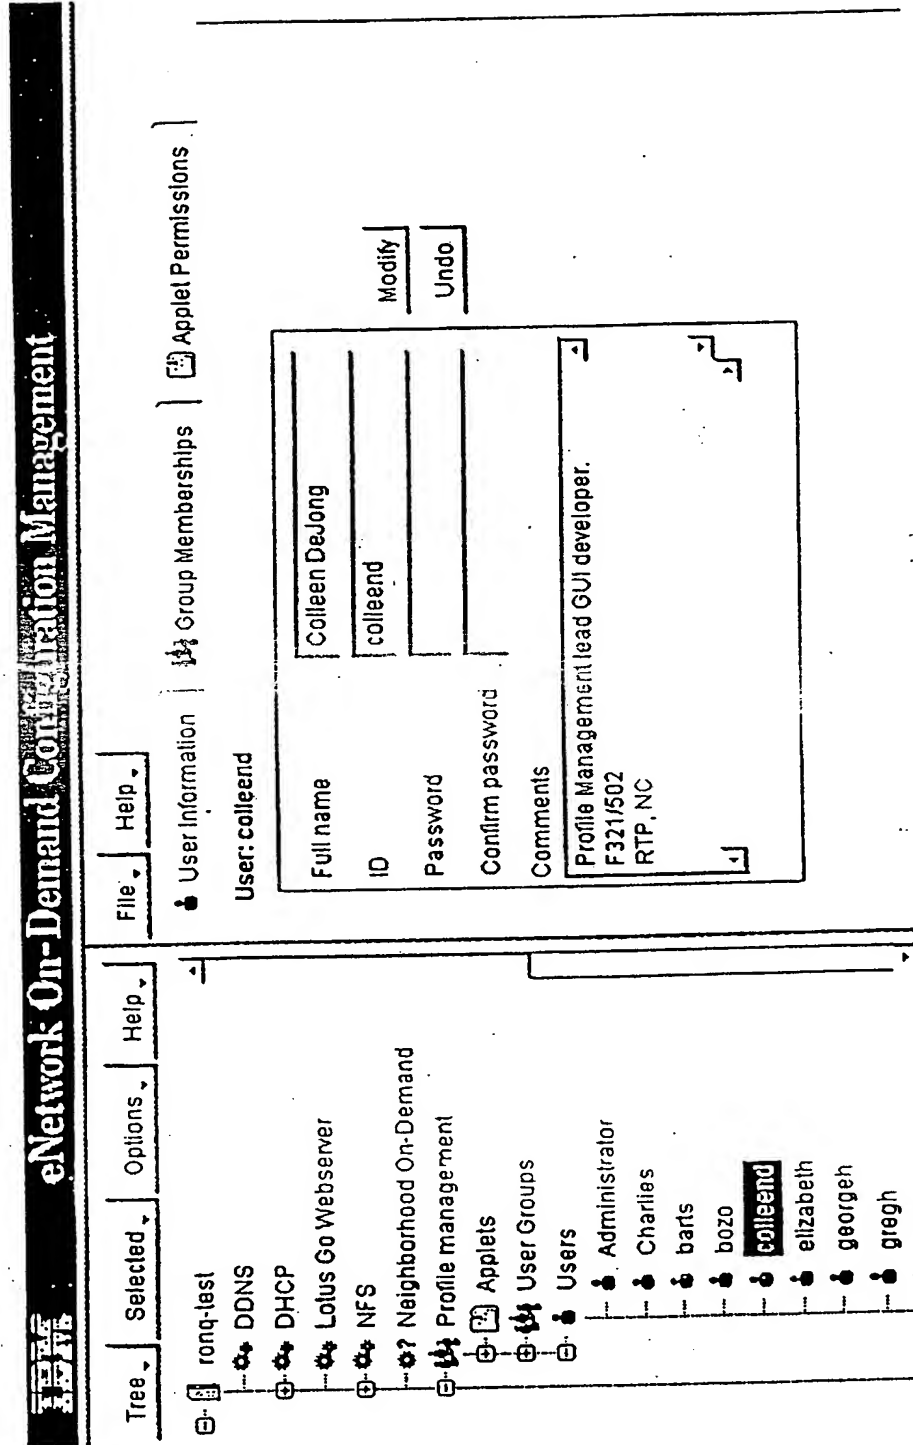 IBM eNetwork On-Demand Configuration Management
Tree Selected Options Help
ronq-test
DDNS
DHCP
Lotus Go Webserver
NFS
Neighborhood On-Demand
Profile management
Applets
User Groups
Users
Administrator
Charlies
barts
bozo
colleend
elizabeth
georgeh
gregh
File Help
User Information Group Memberships Applet Permissions
User: colleend
Full name Colleen DeJong
ID colleend
Modify
Password
Undo
Confirm password
Comments
Profile Management lead GUI developer.
F321/502
RTP, NC